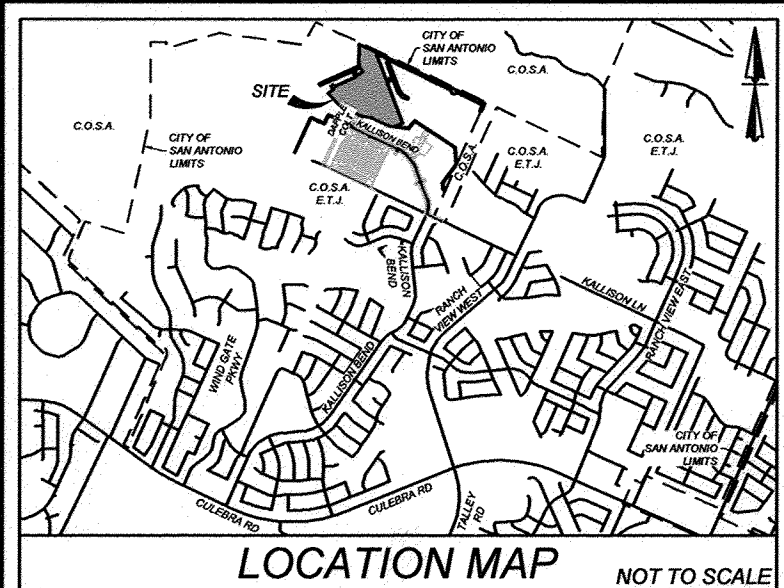 CITY OF
SAN ANTONIO
LIMITS
C.O.S.A.
SITE
C.O.S.A.
CITY OF
SAN ANTONIO
LIMITS
DAPPLE
COLT
KALLISON BEND
C.O.S.A.
C.O.S.A.
E.T.J.
C.O.S.A.
E.T.J.
C.O.S.A.
E.T.J.
KALLISON
BEND
RANCH
VIEW WEST
KALLISON LN
RANCH VIEW EAST
WIND GATE
PKWY
KALLISON BEND
CITY OF
SAN ANTONIO
LIMITS
CULEBRA RD
CULEBRA RD
TALLEY
RD
LOCATION MAP
NOT TO SCALE